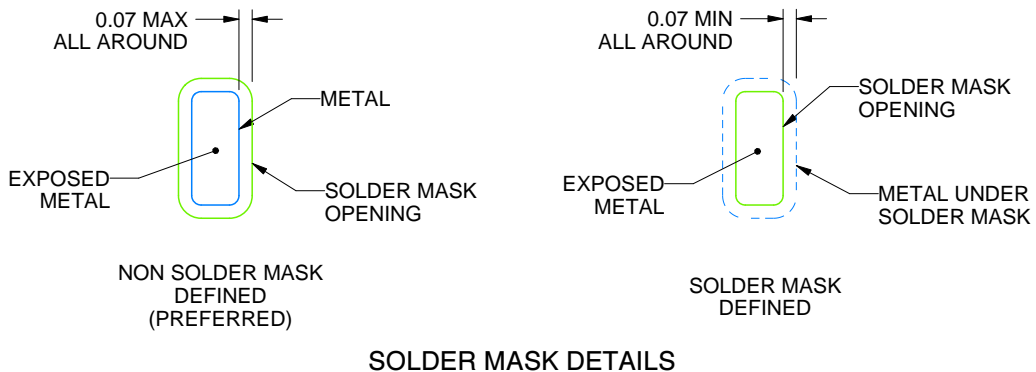 0.07 MAX
ALL AROUND
METAL
EXPOSED
METAL
SOLDER MASK
OPENING
NON SOLDER MASK
DEFINED
(PREFERRED)
0.07 MIN
ALL AROUND
SOLDER MASK
OPENING
EXPOSED
METAL
METAL UNDER
SOLDER MASK
SOLDER MASK
DEFINED
SOLDER MASK DETAILS